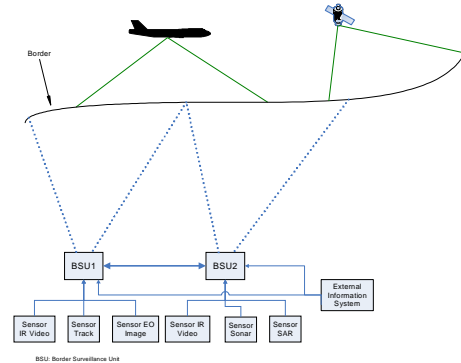 Border
BSU1
BSU2
External
Information
System
Sensor
IR Video
Sensor
Track
Sensor EO
Image
Sensor IR
Video
Sensor
Sonar
Sensor
SAR
BSU: Border Surveillance Unit